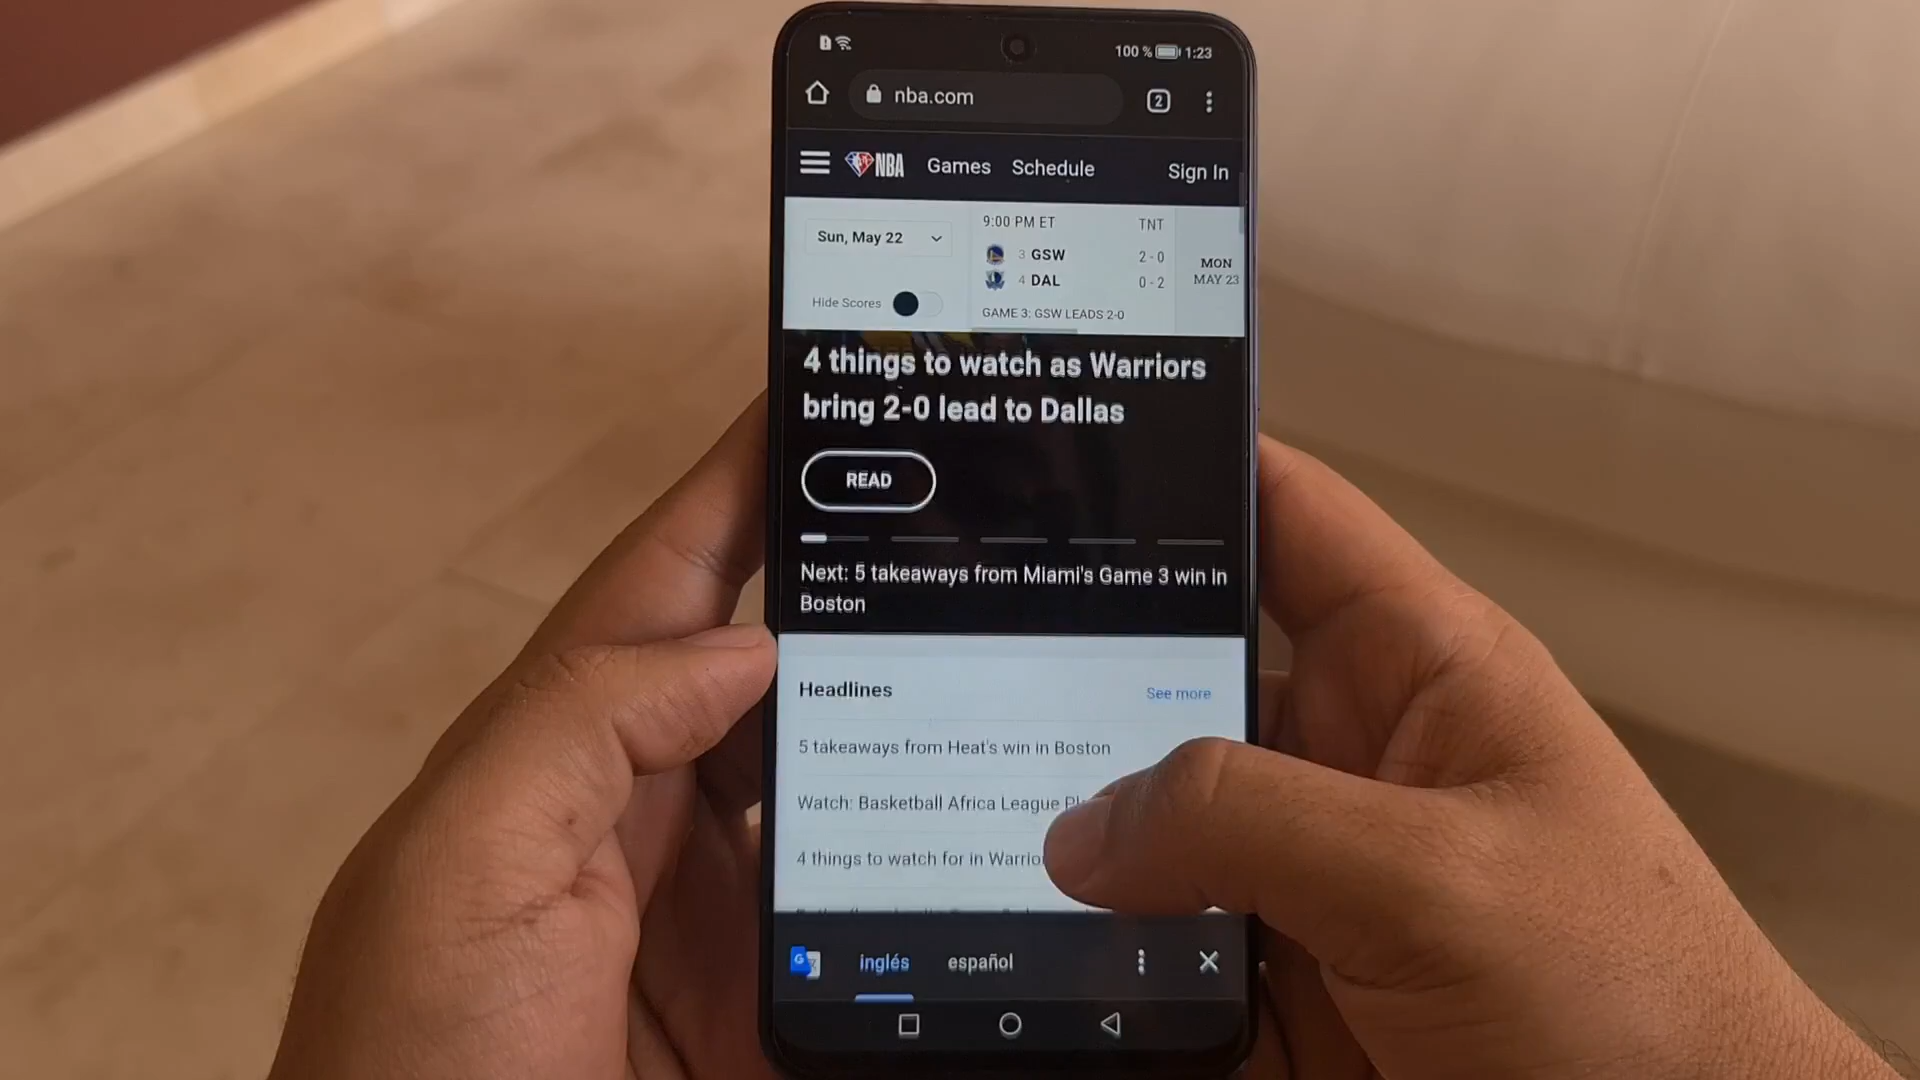 100 % 1:23
nba.com
2
NBA Games Schedule Sign In
Sun, May 22
Hide Scores
9:00 PM ET TNT
3 GSW 2 - 0
4 DAL 0 - 2
GAME 3: GSW LEADS 2-0
MON
MAY 23
4 things to watch as Warriors
bring 2-0 lead to Dallas
READ
Next: 5 takeaways from Miami's Game 3 win in
Boston
Headlines See more
5 takeaways from Heat's win in Boston
Watch: Basketball Africa League
4 things to watch for in
G inglés español